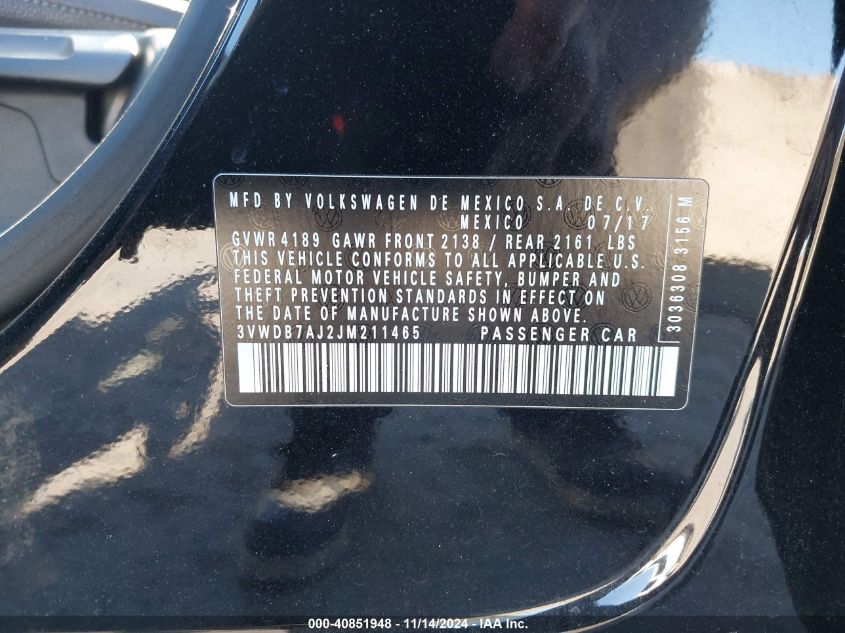 MFD BY VOLKSWAGEN DE MEXICO S.A. DE C.V.
MEXICO 07/17
GVWR 4189 GAWR FRONT 2138 / REAR 2161 LBS
THIS VEHICLE CONFORMS TO ALL APPLICABLE U.S.
FEDERAL MOTOR VEHICLE SAFETY, BUMPER AND
THEFT PREVENTION STANDARDS IN EFFECT ON
THE DATE OF MANUFACTURE SHOWN ABOVE.
3VWDB7AJ2JM211465 PASSENGER CAR
3036308 3156 M
000-40851948 - 11/14/2024 - IAA Inc.